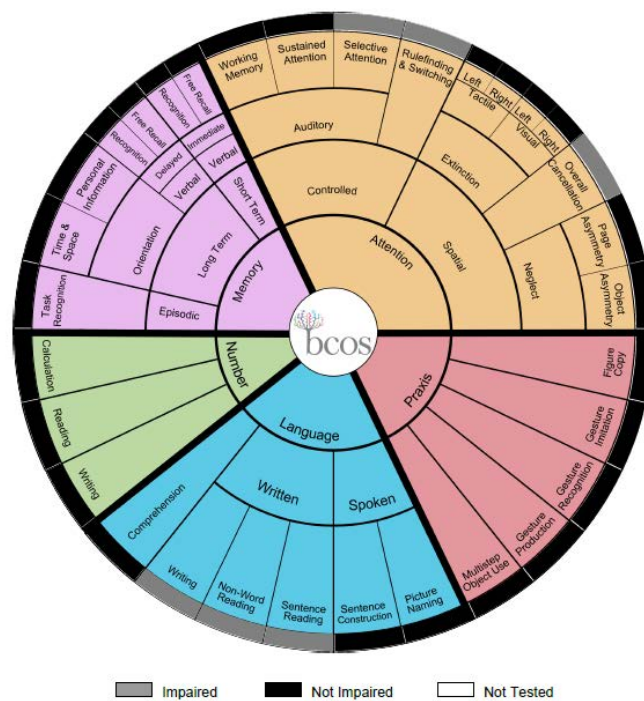 Working
Memory
Sustained
Attention
Selective
Attention
Rulefinding
& Switching
Left
Right
Left
Right
Tactile
Visual
Overall
Cancellation
Page
Asymmetry
Object
Asymmetry
Auditory
Extinction
Controlled
Spatial
Neglect
Attention
Free Recall
Recognition
Free Recall
Recognition
Immediate
Delayed
Verbal
Verbal
Short Term
Long Term
Personal
Information
Time &
Space
Orientation
Task
Recognition
Episodic
Memory
bcos
Number
Calculation
Reading
Writing
Language
Written
Spoken
Comprehension
Writing
Non-Word
Reading
Sentence
Reading
Sentence
Construction
Picture
Naming
Praxis
Figure
Copy
Gesture
Imitation
Gesture
Recognition
Gesture
Production
Multistep
Object Use
Impaired
Not Impaired
Not Tested